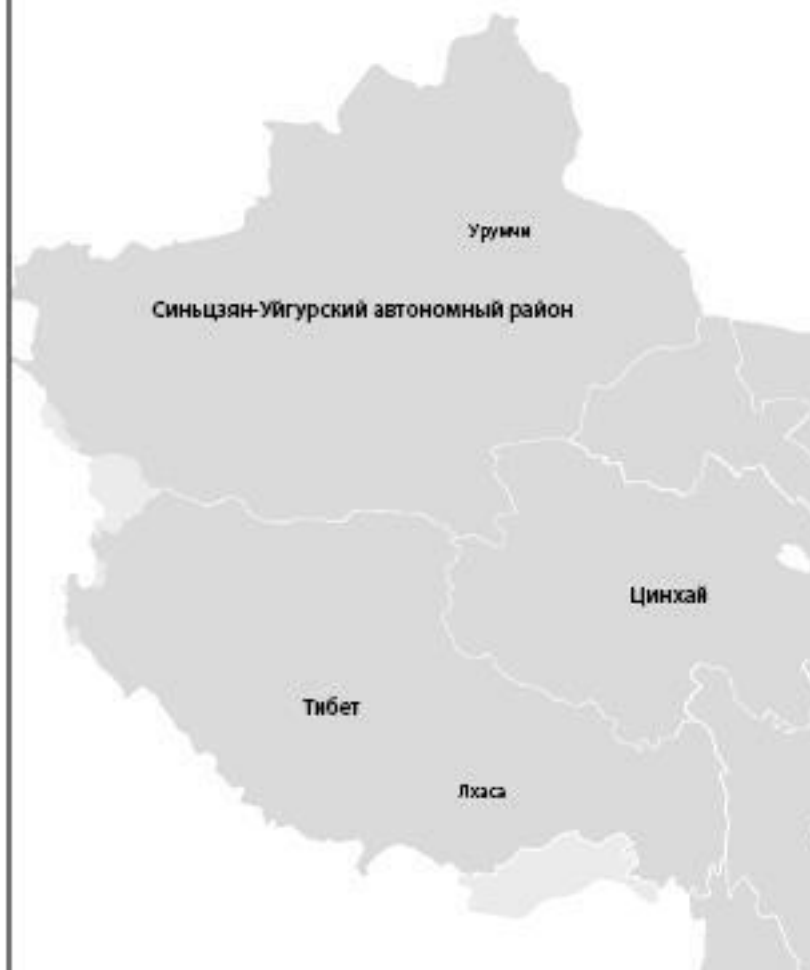 Урумчи
Синьцзян-Уйгурский автономный район
Цинхай
Тибет
Лхаса